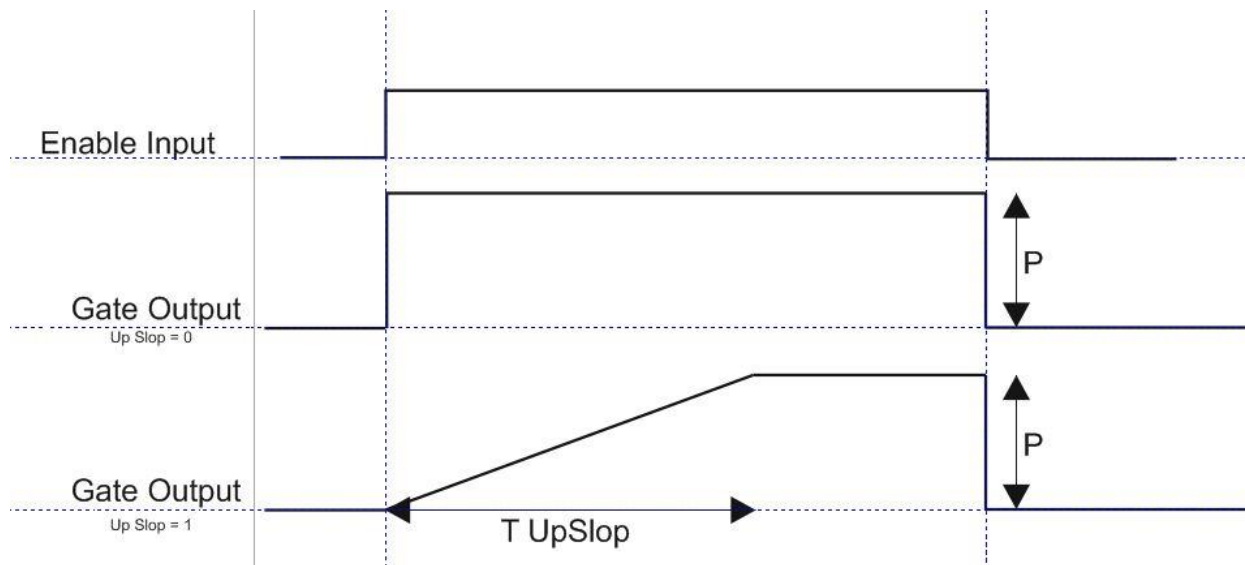 Enable Input
P
Gate Output
Up Slop = 0
P
Gate Output
Up Slop = 1
T UpSlop